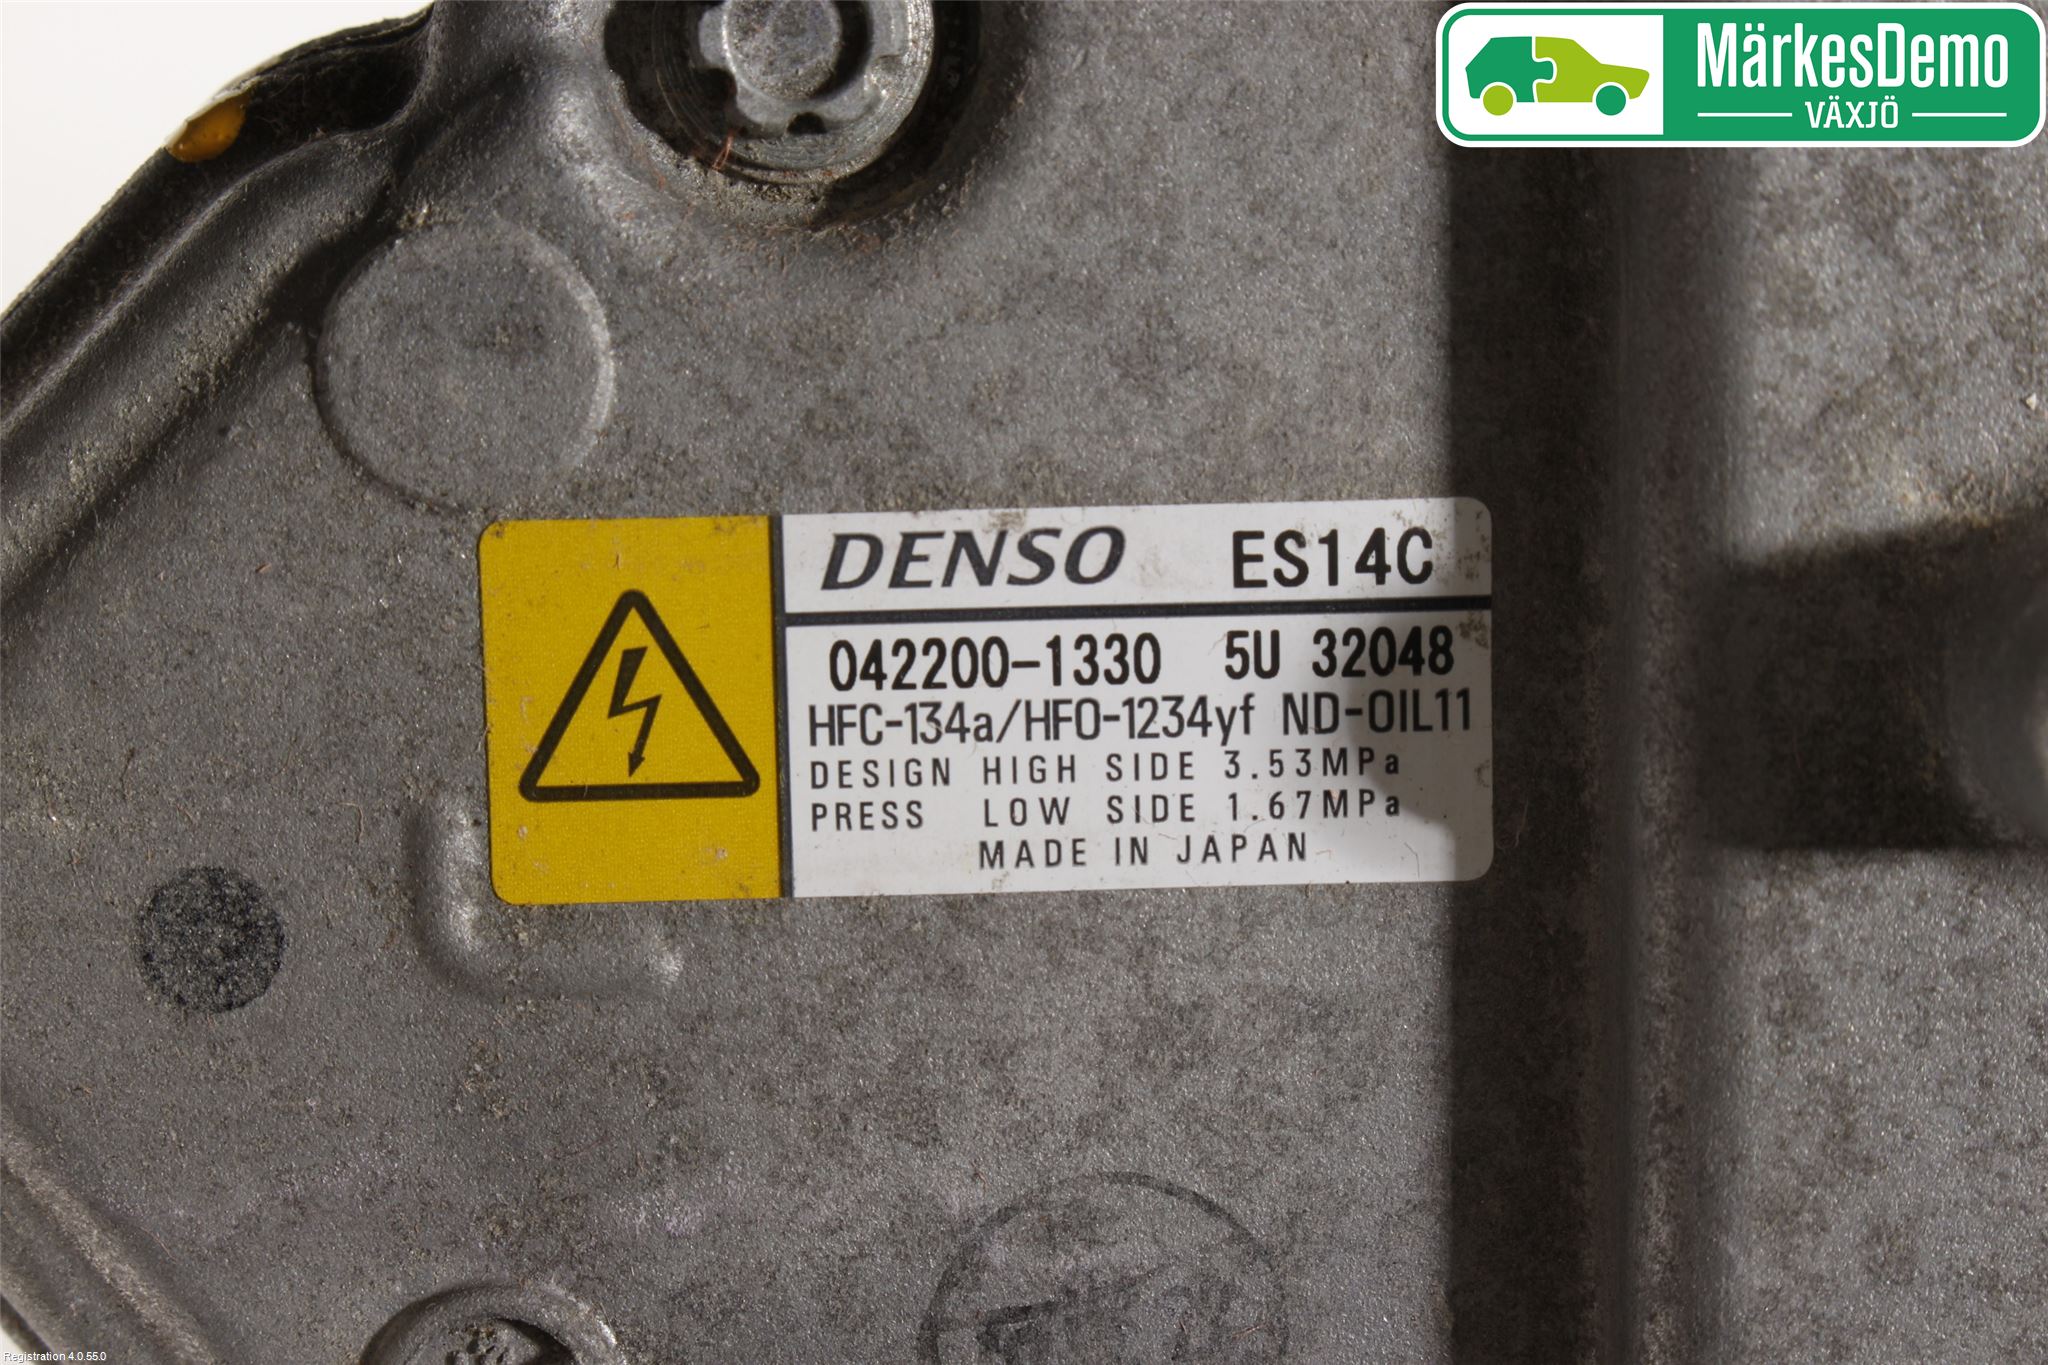 MärkesDemo
VÄXJÖ
DENSO ES14C
042200-1330 5U 32048
HFC-134a/HFO-1234yf ND-OIL11
DESIGN HIGH SIDE 3.53MPa
PRESS LOW SIDE 1.67MPa
MADE IN JAPAN
Registration 4.0.55.0